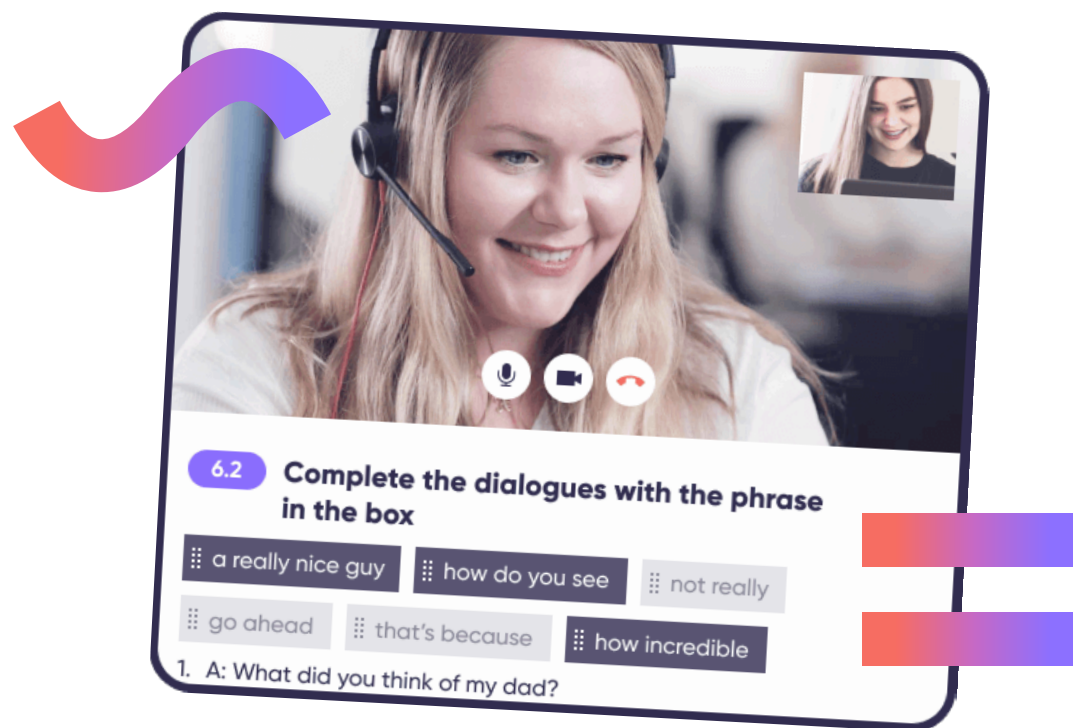 6.2 Complete the dialogues with the phrase
in the box
a really nice guy how do you see not really
go ahead that's because how incredible
1. A: What did you think of my dad?